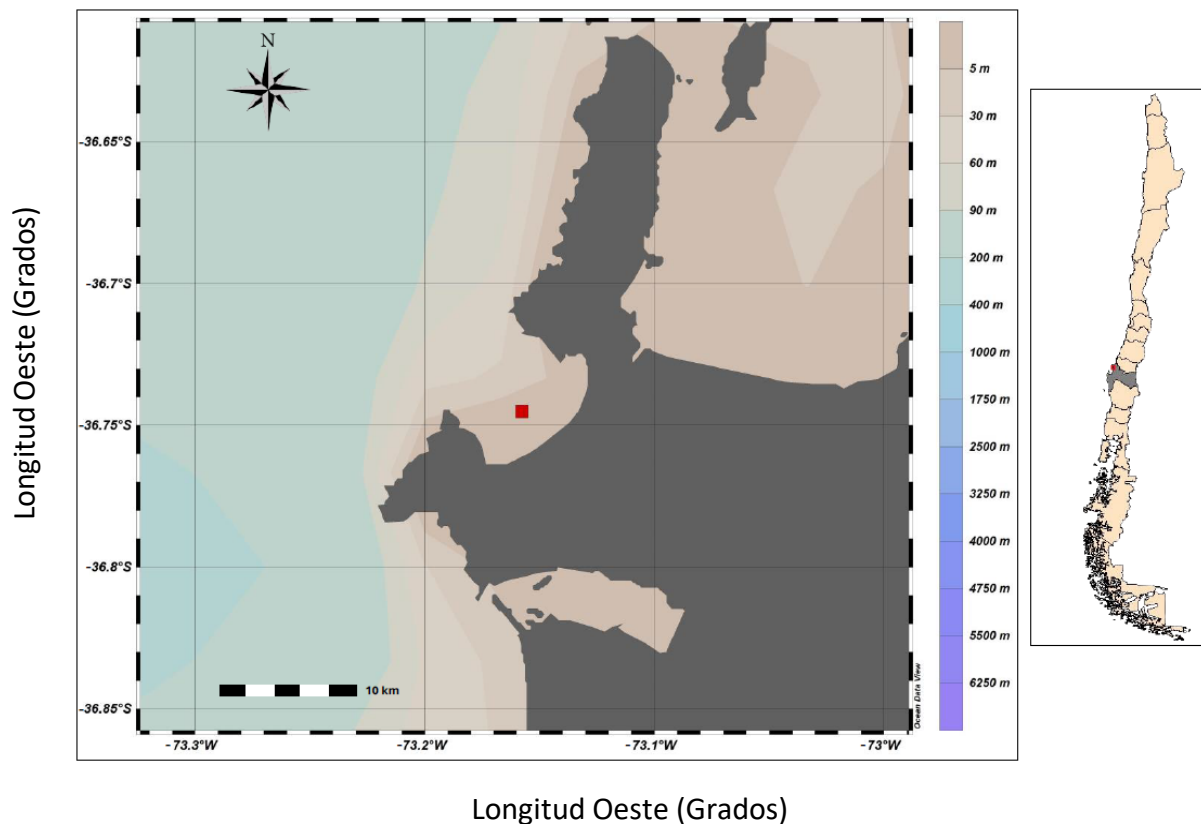 N
-36.65°S
-36.7°S
-36.75°S
-36.8°S
-36.85°S
Longitud Oeste (Grados)
10 km
-73.3°W
-73.2°W
-73.1°W
-73°W
Longitud Oeste (Grados)
5 m
30 m
60 m
90 m
200 m
400 m
1000 m
1750 m
2500 m
3250 m
4000 m
4750 m
5500 m
6250 m
Ocean Data View